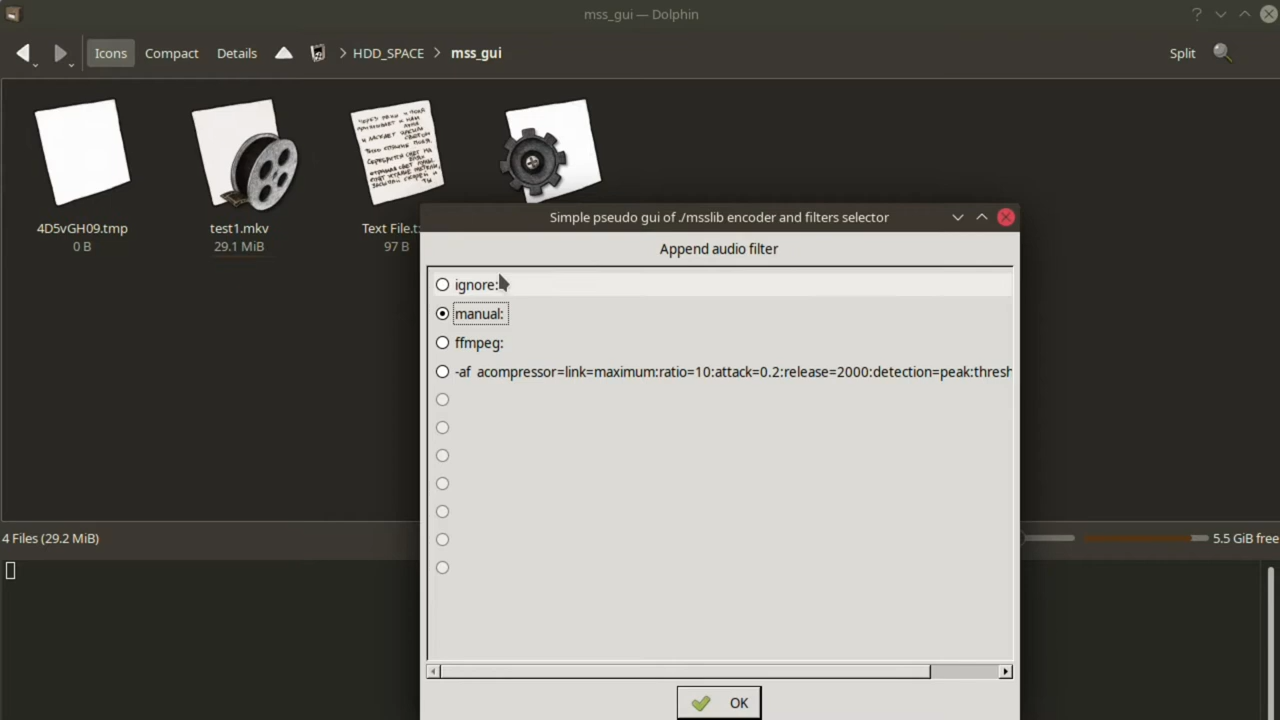 mss_gui — Dolphin
?
Icons Compact Details > HDD_SPACE > mss_gui Split
4D5vGH09.tmp test1.mkv Text File.t
0 B 29.1 MiB 97 B
Simple pseudo gui of ./msslib encoder and filters selector
Append audio filter
ignore:
manual:
ffmpeg:
-af acompressor=link=maximum:ratio=10:attack=0.2:release=2000:detection=peak:thresh
4 Files (29.2 MiB) 5.5 GiB free
OK